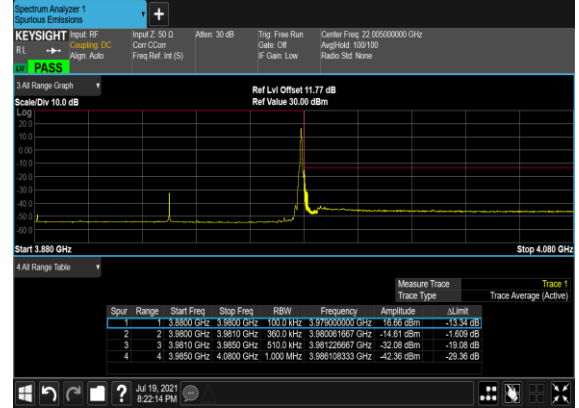 Spectrum Analyzer 1
Spurious Emissions
+
KEYSIGHT Input: RF Input Z: 50 Ω Atten: 30 dB Trig: Free Run Center Freq: 22.005000000 GHz
RL Coupling: DC Corr CCorr Gate: Off Avg|Hold: 100/100
Align: Auto Freq Ref: Int (S) IF Gain: Low Radio Std: None
PASS
3 All Range Graph
Ref Lvl Offset 11.77 dB
Scale/Div 10.0 dB Ref Value 30.00 dBm
Log
20.0
10.0
0.00
-10.0
-20.0
-30.0
-40.0
-50.0
-60.0
Start 3.880 GHz Stop 4.080 GHz
4 All Range Table
Measure Trace Trace 1
Trace Type Trace Average (Active)
Spur Range Start Freq Stop Freq RBW Frequency Amplitude ΔLimit
1 1 3.8800 GHz 3.9800 GHz 100.0 kHz 3.979000000 GHz 16.66 dBm -13.34 dB
2 2 3.9800 GHz 3.9810 GHz 360.0 kHz 3.980061667 GHz -14.61 dBm -1.609 dB
3 3 3.9810 GHz 3.9850 GHz 510.0 kHz 3.981226667 GHz -32.08 dBm -19.08 dB
4 4 3.9850 GHz 4.0800 GHz 1.000 MHz 3.986108333 GHz -42.36 dBm -29.36 dB
? Jul 19, 2021
8:22:14 PM